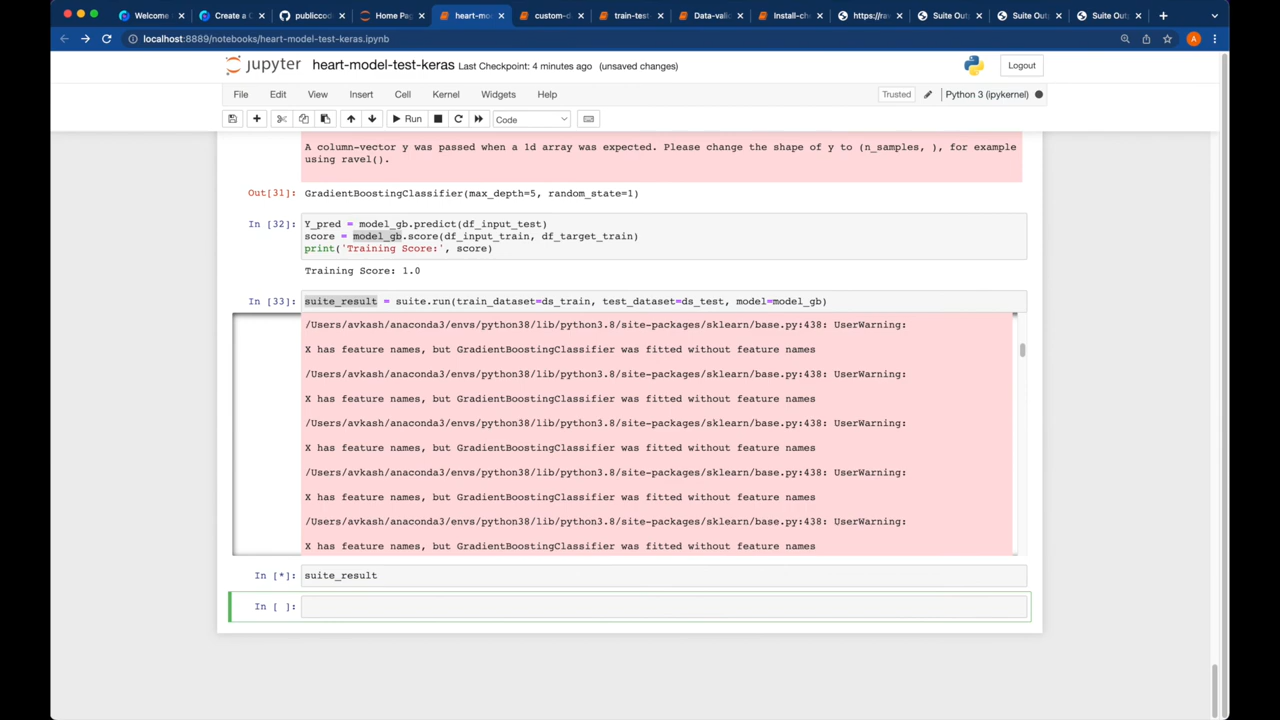 Welcome
Create a C
publiccod
Home Pag
heart-mod
custom-d
train-test
Data-valid
Install-che
https://ra
Suite Outp
Suite Outp
Suite Outp
localhost:8889/notebooks/heart-model-test-keras.ipynb
A
jupyter heart-model-test-keras Last Checkpoint: 4 minutes ago (unsaved changes)
Logout
File Edit View Insert Cell Kernel Widgets Help
Trusted
Python 3 (ipykernel)
Run
Code
A column-vector y was passed when a 1d array was expected. Please change the shape of y to (n_samples, ), for example
using ravel().
Out[31]: GradientBoostingClassifier(max_depth=5, random_state=1)
In [32]: Y_pred = model_gb.predict(df_input_test)
score = model_gb.score(df_input_train, df_target_train)
print('Training Score:', score)
Training Score: 1.0
In [33]: suite_result = suite.run(train_dataset=ds_train, test_dataset=ds_test, model=model_gb)
/Users/avkash/anaconda3/envs/python38/lib/python3.8/site-packages/sklearn/base.py:438: UserWarning:
X has feature names, but GradientBoostingClassifier was fitted without feature names
/Users/avkash/anaconda3/envs/python38/lib/python3.8/site-packages/sklearn/base.py:438: UserWarning:
X has feature names, but GradientBoostingClassifier was fitted without feature names
/Users/avkash/anaconda3/envs/python38/lib/python3.8/site-packages/sklearn/base.py:438: UserWarning:
X has feature names, but GradientBoostingClassifier was fitted without feature names
/Users/avkash/anaconda3/envs/python38/lib/python3.8/site-packages/sklearn/base.py:438: UserWarning:
X has feature names, but GradientBoostingClassifier was fitted without feature names
/Users/avkash/anaconda3/envs/python38/lib/python3.8/site-packages/sklearn/base.py:438: UserWarning:
X has feature names, but GradientBoostingClassifier was fitted without feature names
In [*]: suite_result
In [ ]: